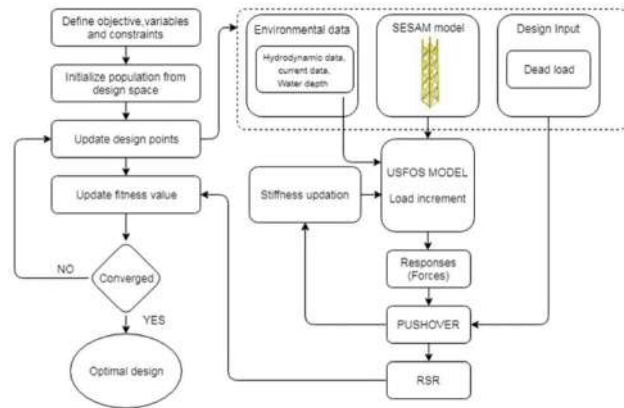 Define objective,variables
and constraints
Initialize population from
design space
Update design points
Update fitness value
NO
Converged
YES
Optimal design
Environmental data
Hydrodynamic data,
current data,
Water depth
SESAM model
Design Input
Dead load
USFOS MODEL
Load increment
Stiffness updation
Responses
(Forces)
PUSHOVER
RSR